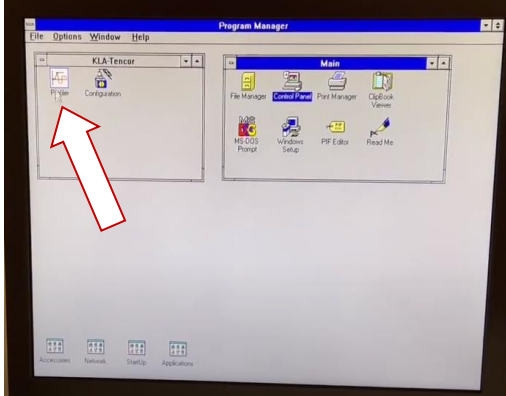 Program Manager
File Options Window Help
KLA-Tencor
Profiler
Configuration
Main
File Manager
Control Panel
Print Manager
ClipBook
Viewer
MS-DOS
Prompt
Windows
Setup
PIF Editor
Read Me
Accessories
Network
StartUp
Applications